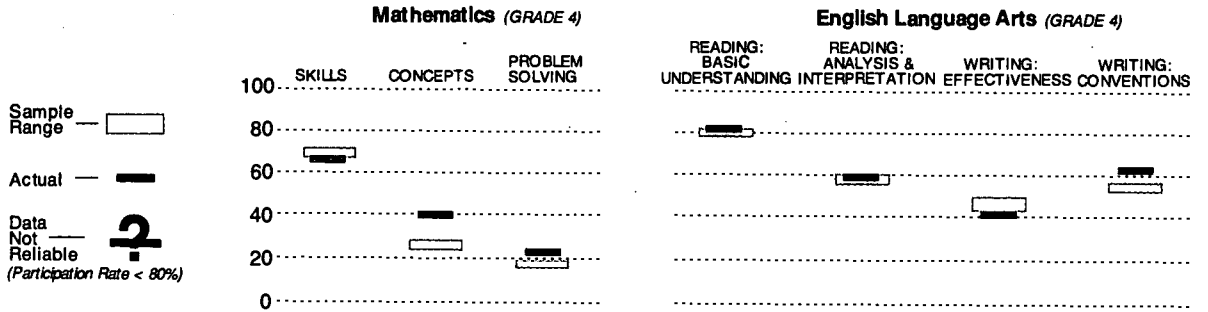 Mathematics (GRADE 4)
English Language Arts (GRADE 4)
SKILLS
CONCEPTS
PROBLEM
SOLVING
READING:
BASIC
UNDERSTANDING
READING:
ANALYSIS &
INTERPRETATION
WRITING:
EFFECTIVENESS
WRITING:
CONVENTIONS
100
80
60
40
20
0
Sample
Range
Actual
Data
Not
Reliable
?
(Participation Rate < 80%)